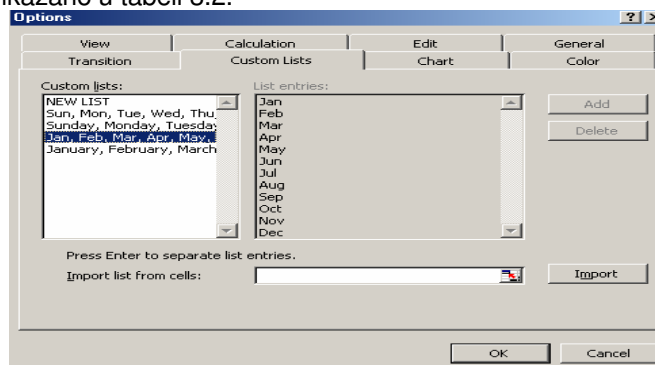 u tabeli 3.2.
Options
View Calculation Edit General
Transition Custom Lists Chart Color
Custom lists: List entries:
NEW LIST
Sun, Mon, Tue, Wed, Thu,
Sunday, Monday, Tuesday
Jan, Feb, Mar, Apr, May,
January, February, March
Jan
Feb
Mar
Apr
May
Jun
Jul
Aug
Sep
Oct
Nov
Dec
Add
Delete
Press Enter to separate list entries.
Import list from cells:
Import
OK Cancel